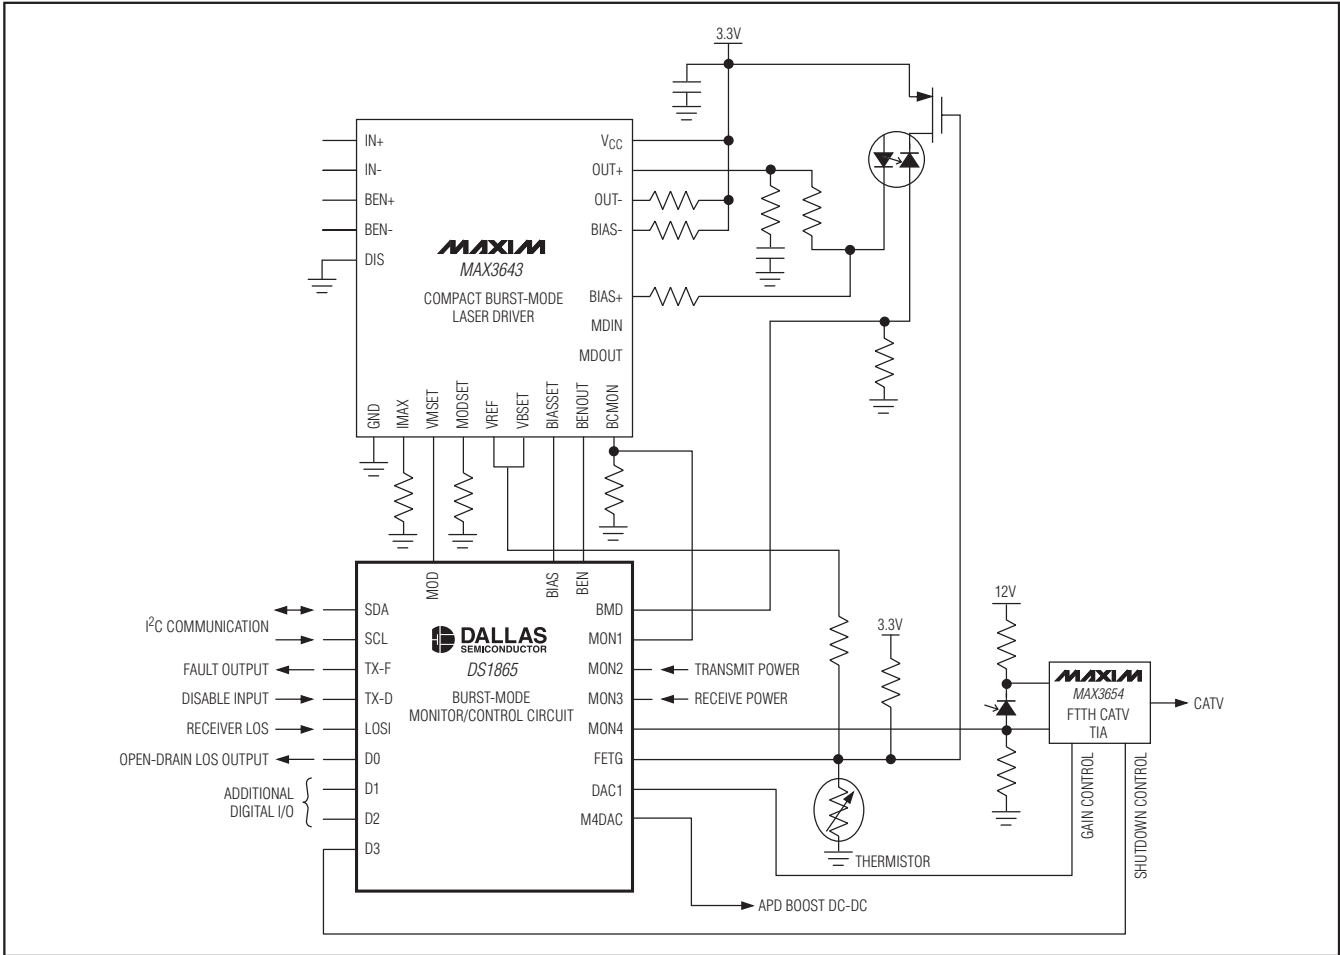 3.3V
IN+
IN-
BEN+
BEN-
DIS
VCC
OUT+
OUT-
BIAS-
BIAS+
MDIN
MDOUT
MAXIM
MAX3643
COMPACT BURST-MODE
LASER DRIVER
GND
IMAX
VMSET
MODSET
VREF
VBSET
BIASSET
BENOUT
BCMON
MOD
BIAS
BEN
I2C COMMUNICATION
FAULT OUTPUT
DISABLE INPUT
RECEIVER LOS
OPEN-DRAIN LOS OUTPUT
ADDITIONAL
DIGITAL I/O
SDA
SCL
TX-F
TX-D
LOSI
D0
D1
D2
D3
DALLAS
SEMICONDUCTOR
DS1865
BURST-MODE
MONITOR/CONTROL CIRCUIT
BMD
MON1
MON2
MON3
MON4
FETG
DAC1
M4DAC
TRANSMIT POWER
RECEIVE POWER
3.3V
THERMISTOR
APD BOOST DC-DC
12V
MAXIM
MAX3654
FTTH CATV
TIA
CATV
GAIN CONTROL
SHUTDOWN CONTROL